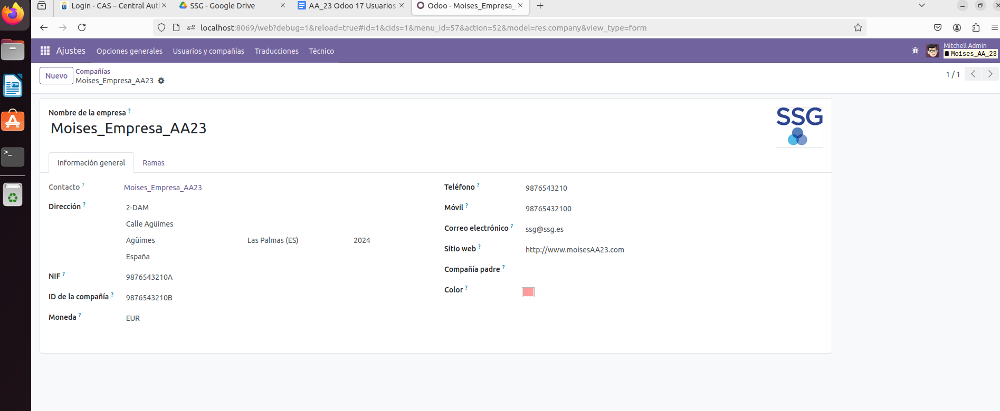 Login - CAS – Central Aut
SSG - Google Drive
AA_23 Odoo 17 Usuarios
Odoo - Moises_Empresa_
localhost:8069/web?debug=1&reload=true#id=1&cids=1&menu_id=57&action=52&model=res.company&view_type=form
Ajustes Opciones generales Usuarios y compañías Traducciones Técnico
Mitchell Admin
Moises_AA_23
Nuevo
Compañías
Moises_Empresa_AA23
1 / 1
Nombre de la empresa ?
Moises_Empresa_AA23
SSG
Información general Ramas
Contacto ? Moises_Empresa_AA23
Dirección ? 2-DAM
Calle Agüimes
Agüimes Las Palmas (ES) 2024
España
NIF ? 9876543210A
ID de la compañía ? 9876543210B
Moneda ? EUR
Teléfono ? 9876543210
Móvil ? 98765432100
Correo electrónico ? ssg@ssg.es
Sitio web ? http://www.moisesAA23.com
Compañía padre ?
Color ?